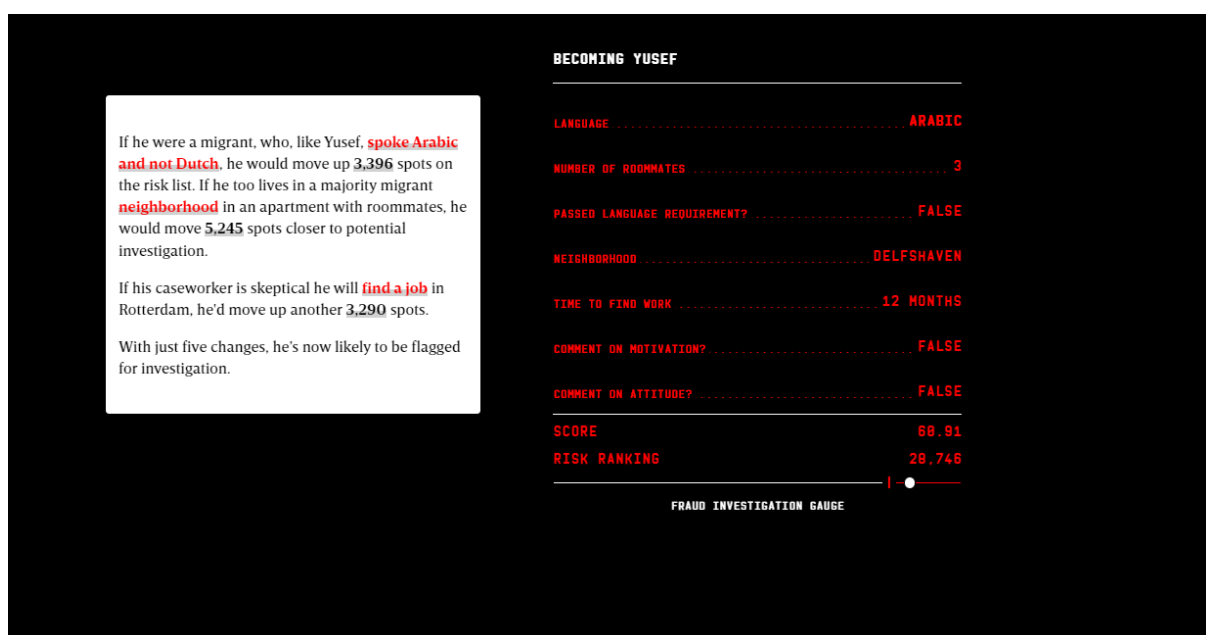 If he were a migrant, who, like Yusef, spoke Arabic
and not Dutch, he would move up 3,396 spots on
the risk list. If he too lives in a majority migrant
neighborhood in an apartment with roommates, he
would move 5,245 spots closer to potential
investigation.
If his caseworker is skeptical he will find a job in
Rotterdam, he'd move up another 3,290 spots.
With just five changes, he's now likely to be flagged
for investigation.
BECOMING YUSEF
LANGUAGE ARABIC
NUMBER OF ROOMMATES 3
PASSED LANGUAGE REQUIREMENT? FALSE
NEIGHBORHOOD DELFSHAVEN
TIME TO FIND WORK 12 MONTHS
COMMENT ON MOTIVATION? FALSE
COMMENT ON ATTITUDE? FALSE
SCORE 60.91
RISK RANKING 20,746
FRAUD INVESTIGATION GAUGE